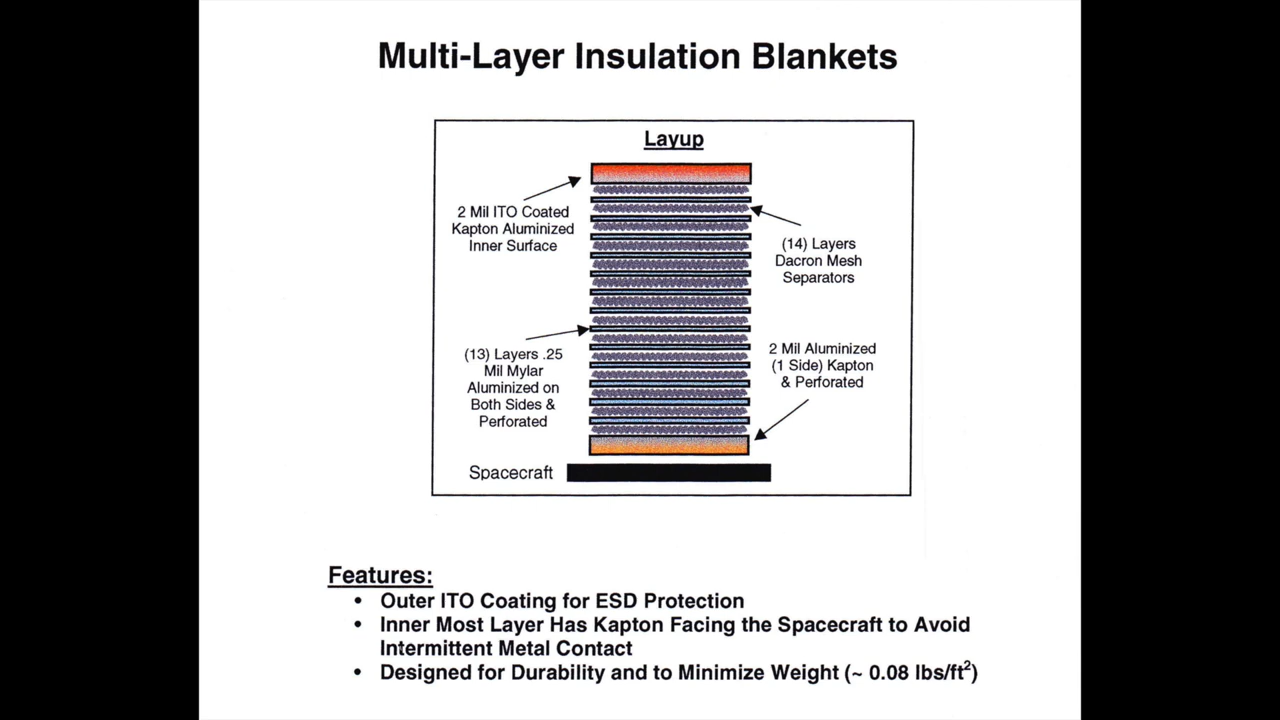 Multi-Layer Insulation Blankets
Layup
2 Mil ITO Coated
Kapton Aluminized
Inner Surface
(14) Layers
Dacron Mesh
Separators
(13) Layers .25
Mil Mylar
Aluminized on
Both Sides &
Perforated
2 Mil Aluminized
(1 Side) Kapton
& Perforated
Spacecraft
Features:
• Outer ITO Coating for ESD Protection
• Inner Most Layer Has Kapton Facing the Spacecraft to Avoid
Intermittent Metal Contact
• Designed for Durability and to Minimize Weight (~ 0.08 lbs/ft²)